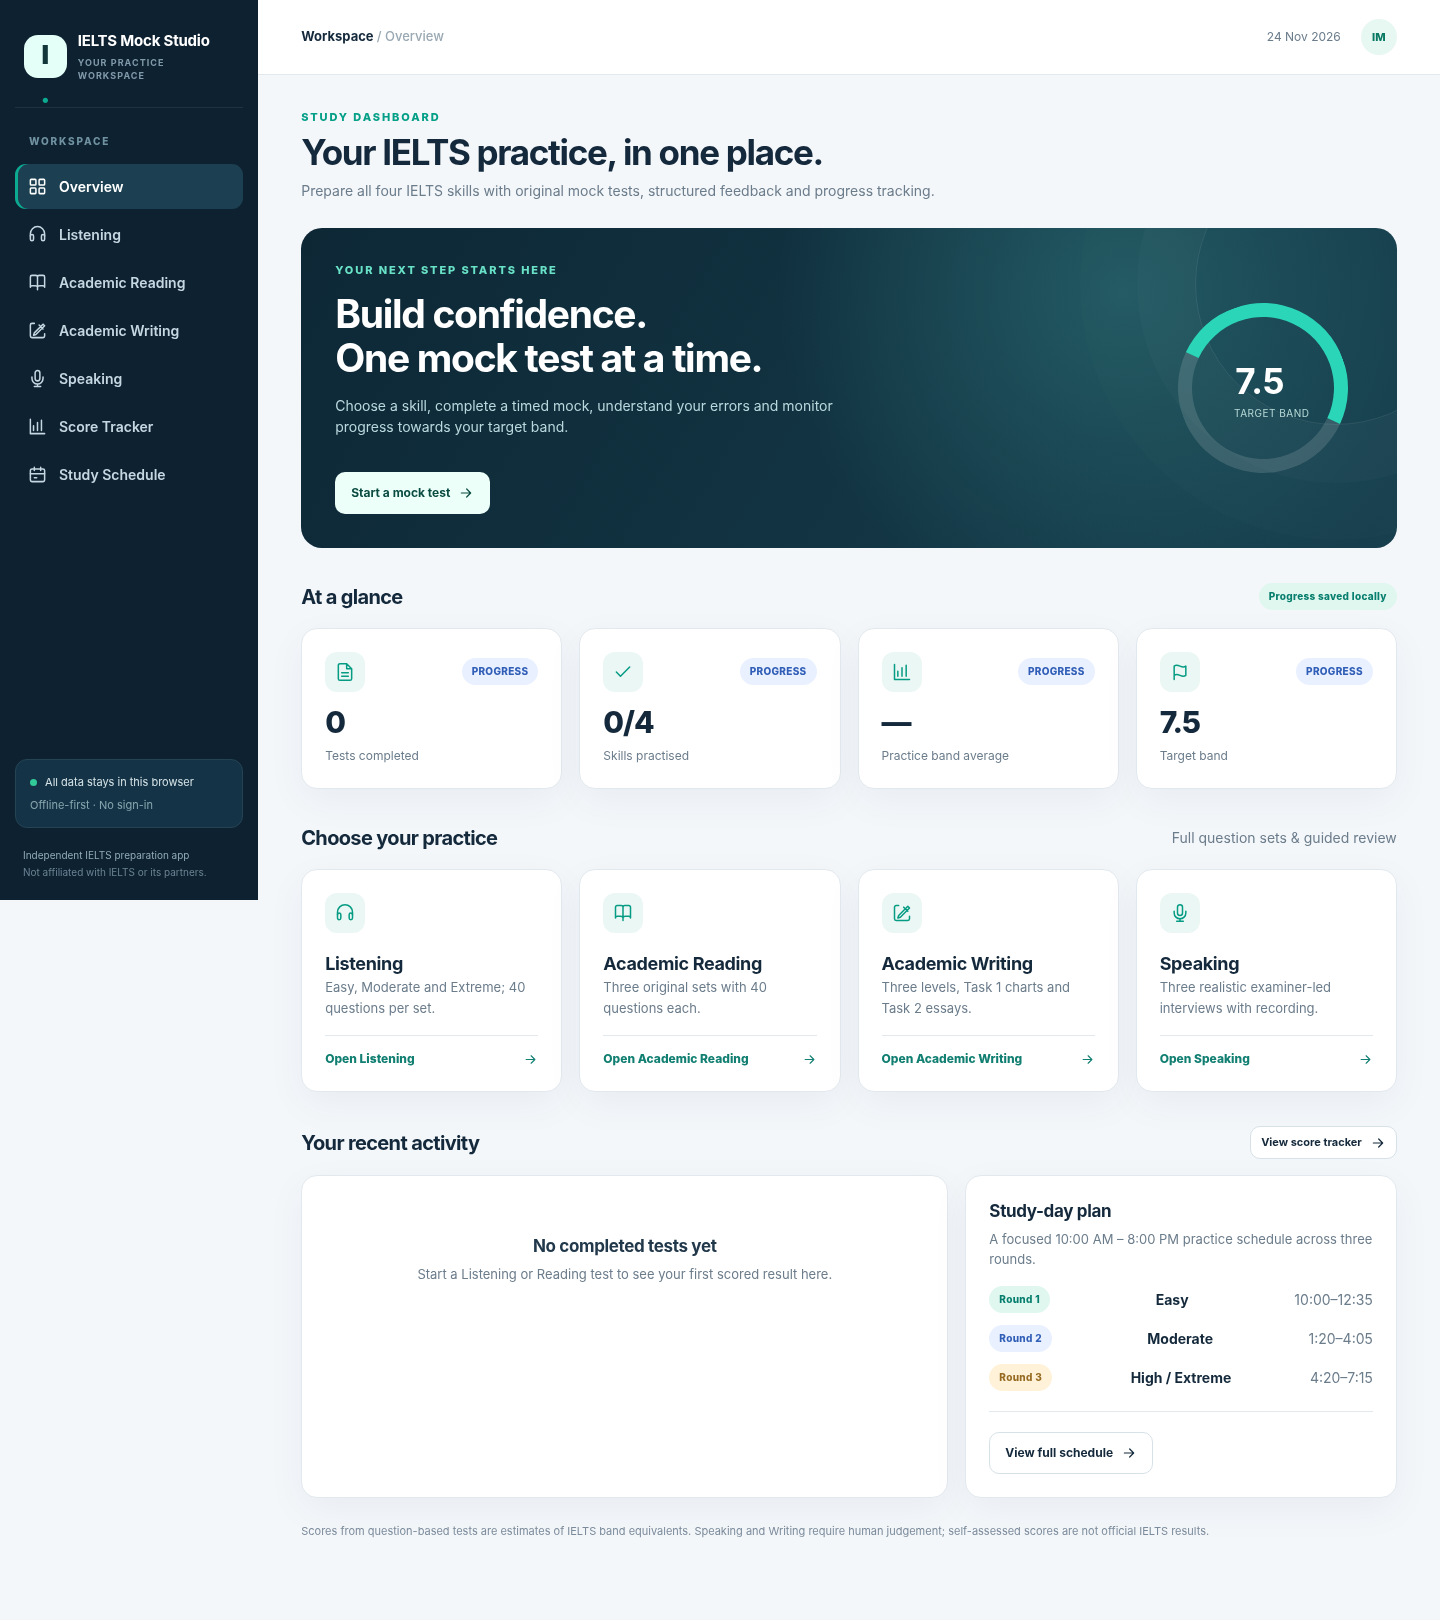 I
IELTS Mock Studio
YOUR PRACTICE
WORKSPACE
WORKSPACE
Overview
Listening
Academic Reading
Academic Writing
Speaking
Score Tracker
Study Schedule
All data stays in this browser
Offline-first · No sign-in
Independent IELTS preparation app
Not affiliated with IELTS or its partners.
Workspace / Overview
24 Nov 2026
IM
STUDY DASHBOARD
Your IELTS practice, in one place.
Prepare all four IELTS skills with original mock tests, structured feedback and progress tracking.
YOUR NEXT STEP STARTS HERE
Build confidence.
One mock test at a time.
Choose a skill, complete a timed mock, understand your errors and monitor
progress towards your target band.
Start a mock test
7.5
TARGET BAND
At a glance
Progress saved locally
PROGRESS
0
Tests completed
PROGRESS
0/4
Skills practised
PROGRESS
—
Practice band average
PROGRESS
7.5
Target band
Choose your practice
Full question sets & guided review
Listening
Easy, Moderate and Extreme; 40
questions per set.
Open Listening
Academic Reading
Three original sets with 40
questions each.
Open Academic Reading
Academic Writing
Three levels, Task 1 charts and
Task 2 essays.
Open Academic Writing
Speaking
Three realistic examiner-led
interviews with recording.
Open Speaking
Your recent activity
View score tracker
No completed tests yet
Start a Listening or Reading test to see your first scored result here.
Study-day plan
A focused 10:00 AM – 8:00 PM practice schedule across three
rounds.
Round 1 Easy 10:00–12:35
Round 2 Moderate 1:20–4:05
Round 3 High / Extreme 4:20–7:15
View full schedule
Scores from question-based tests are estimates of IELTS band equivalents. Speaking and Writing require human judgement; self-assessed scores are not official IELTS results.